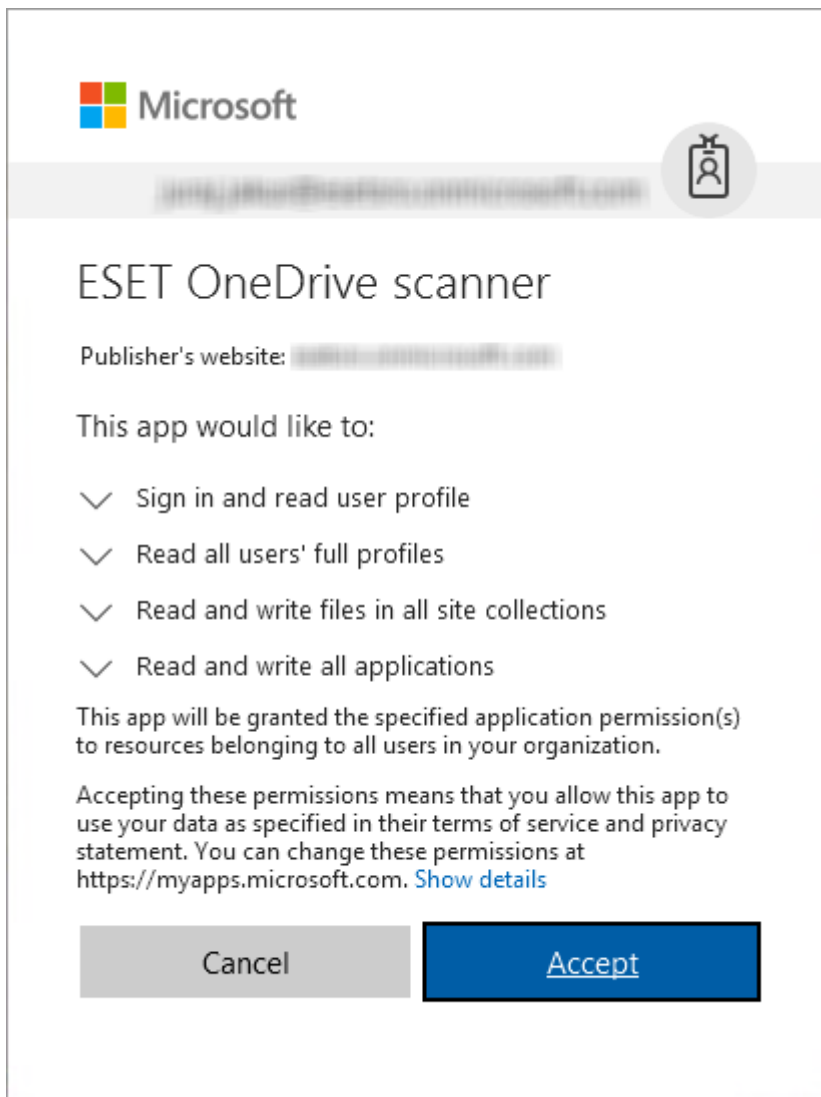 Microsoft
ESET OneDrive scanner
Publisher's website:
This app would like to:
Sign in and read user profile
Read all users' full profiles
Read and write files in all site collections
Read and write all applications
This app will be granted the specified application permission(s)
to resources belonging to all users in your organization.
Accepting these permissions means that you allow this app to
use your data as specified in their terms of service and privacy
statement. You can change these permissions at
https://myapps.microsoft.com. Show details
Cancel
Accept